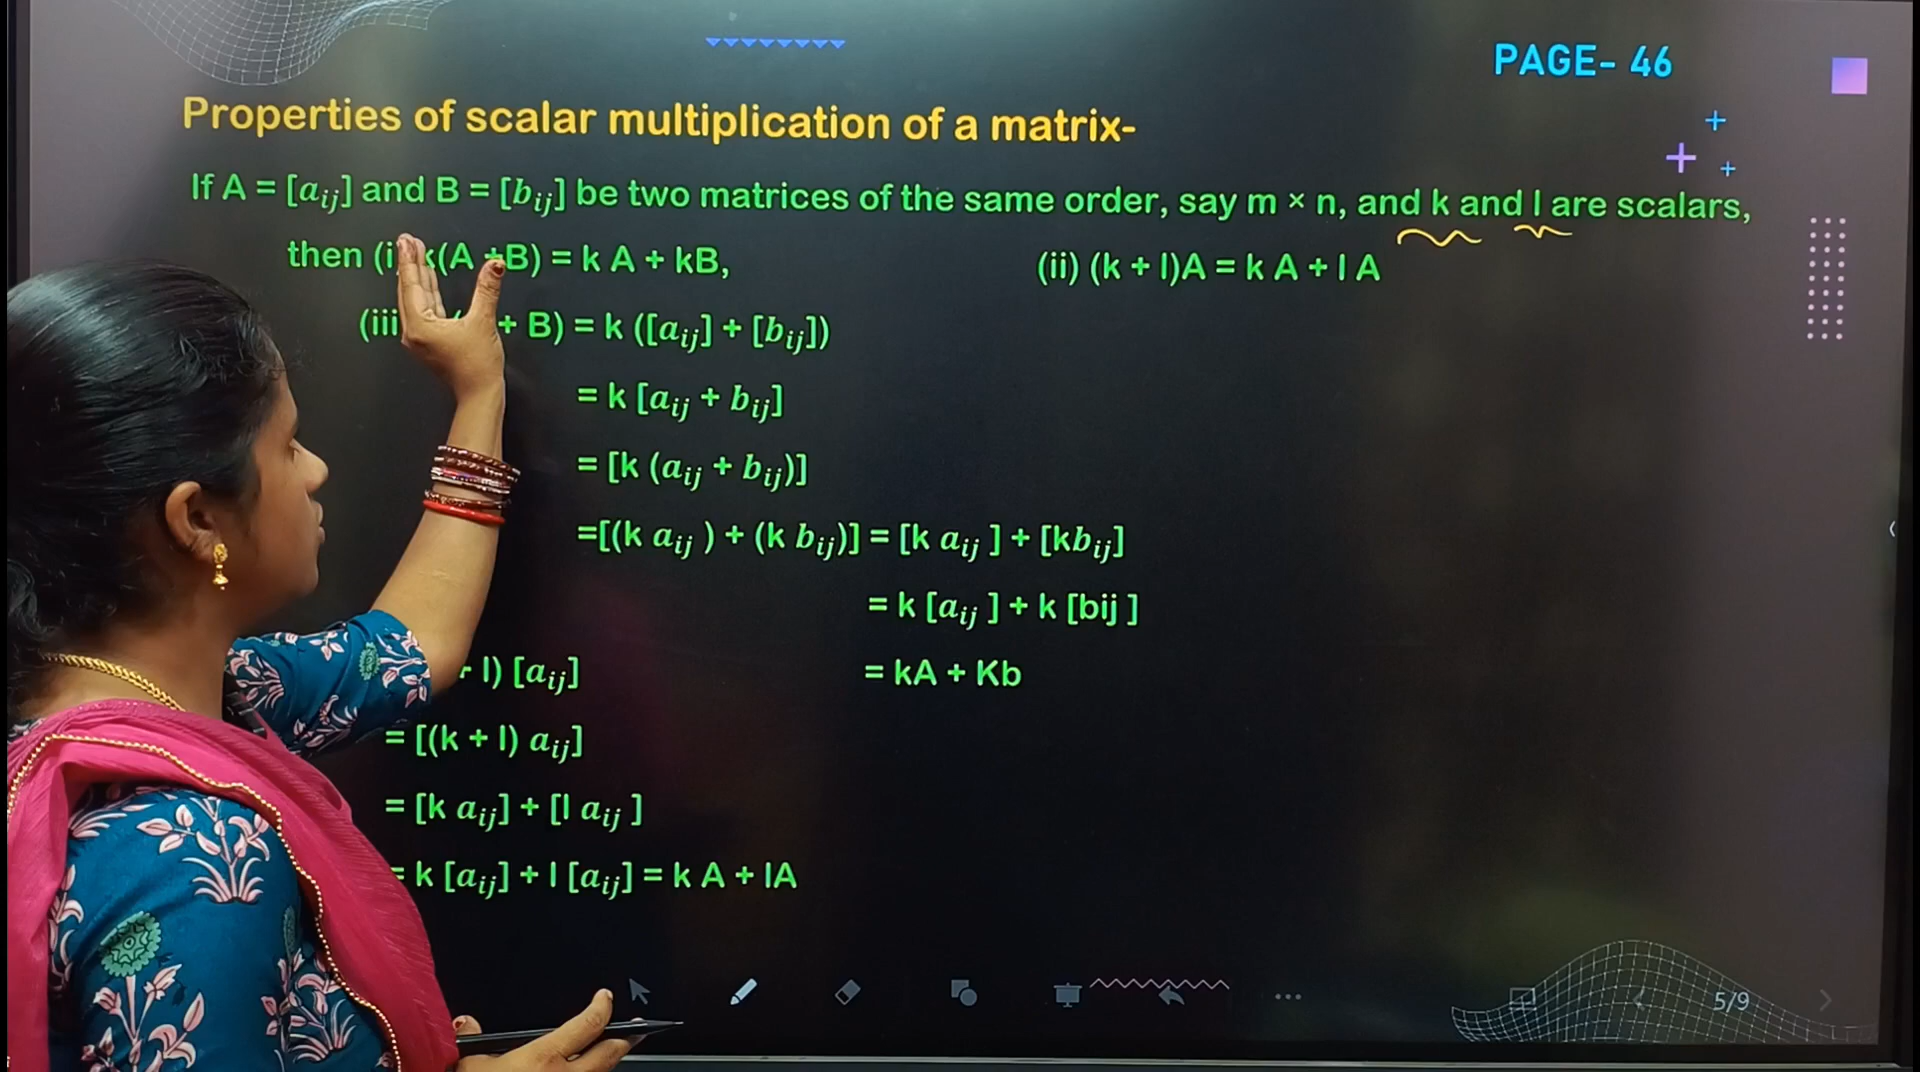 PAGE- 46
Properties of scalar multiplication of a matrix-
If A = [aij] and B = [bij] be two matrices of the same order, say m × n, and k and l are scalars,
then (i) k(A +B) = k A + kB, (ii) (k + l)A = k A + l A
(iii + B) = k ([aij] + [bij])
= k [aij + bij]
= [k (aij + bij)]
=[(k aij ) + (k bij)] = [k aij ] + [kbij]
= k [aij ] + k [bij ]
l) [aij] = kA + Kb
= [(k + l) aij]
= [k aij] + [l aij ]
= k [aij] + l [aij] = k A + lA
5/9